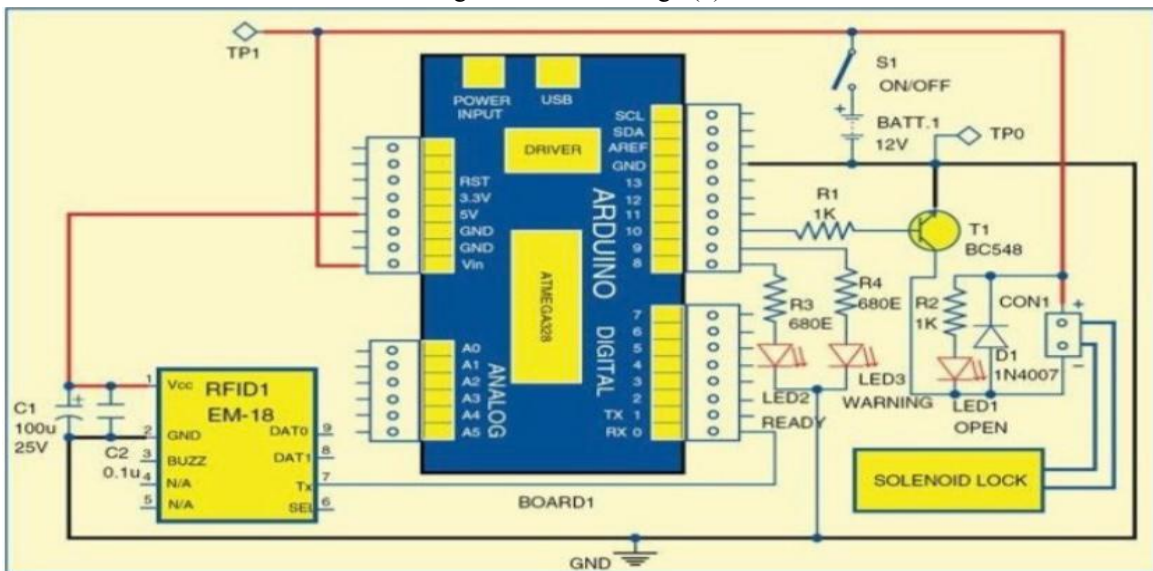 TP1
POWER
INPUT
USB
DRIVER
ATMEGA328
ARDUINO
ANALOG
DIGITAL
RST
3.3V
5V
GND
GND
Vin
A0
A1
A2
A3
A4
A5
SCL
SDA
AREF
GND
13
12
11
10
9
8
7
6
5
4
3
2
TX 1
RX 0
BOARD1
S1
ON/OFF
+
BATT.1
12V
TP0
R1
1K
T1
BC548
R3
680E
R4
680E
R2
1K
CON1
+
−
D1
1N4007
LED2
READY
LED3
WARNING
LED1
OPEN
SOLENOID LOCK
C1
100u
25V
+
C2
0.1u
RFID1
EM-18
1 Vcc
2 GND
3 BUZZ
4 N/A
5 N/A
DAT0 9
DAT1 8
Tx 7
SEL 6
GND